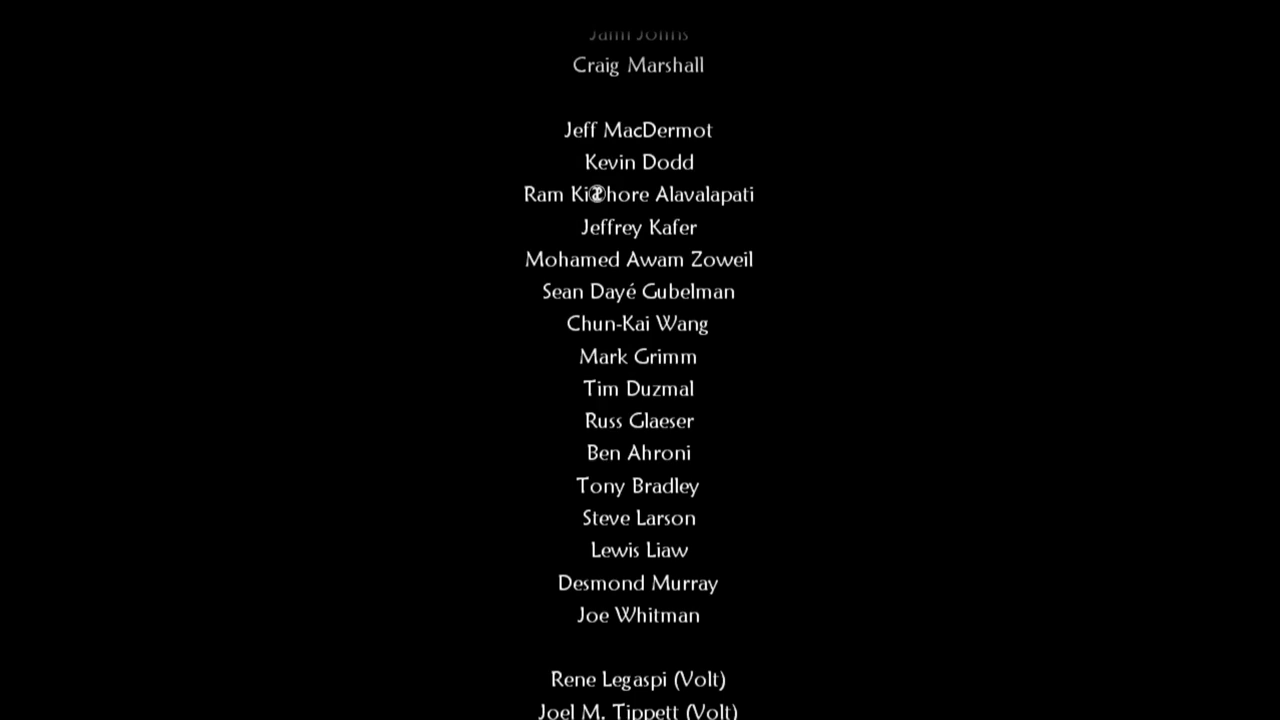 Craig Marshall
Jeff MacDermot
Kevin Dodd
Ram Alavalapati
Jeffrey Kafer
Mohamed Awam Zoweil
Sean Dayé Gubelman
Chun-Kai Wang
Mark Grimm
Tim Duzmal
Russ Glaeser
Ben Ahroni
Tony Bradley
Steve Larson
Lewis Liaw
Desmond Murray
Joe Whitman
Rene Legaspi (Volt)
Joel M. Tippett (Volt)